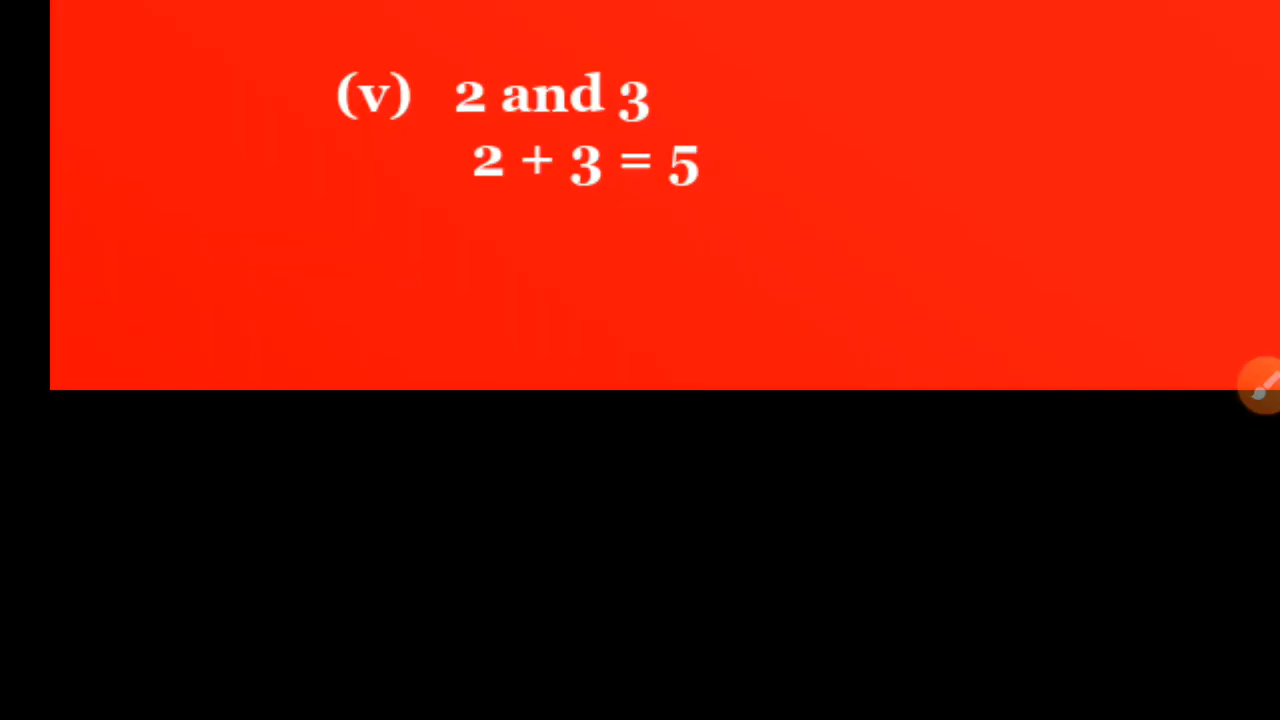 (v) 2 and 3
2 + 3 = 5